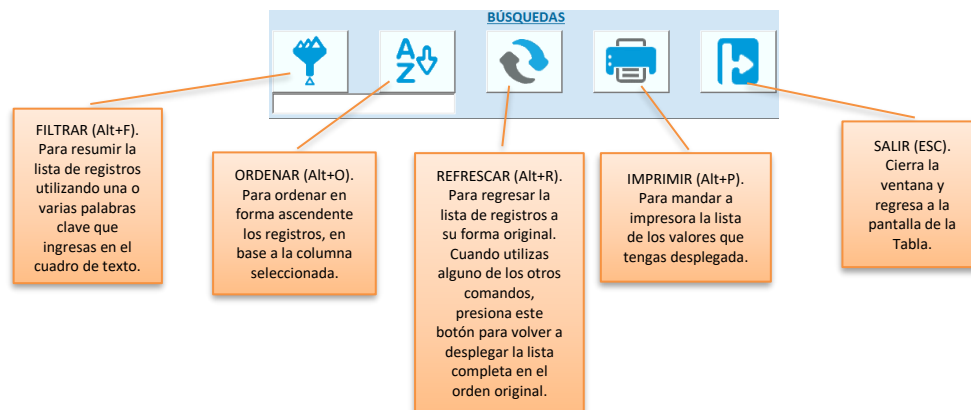 BÚSQUEDAS
A
Z
FILTRAR (Alt+F).
Para resumir la
lista de registros
utilizando una o
varias palabras
clave que
ingresas en el
cuadro de texto.
ORDENAR (Alt+O).
Para ordenar en
forma ascendente
los registros, en
base a la columna
seleccionada.
REFRESCAR (Alt+R).
Para regresar la
lista de registros a
su forma original.
Cuando utilizas
alguno de los otros
comandos,
presiona este
botón para volver a
desplegar la lista
completa en el
orden original.
IMPRIMIR (Alt+P).
Para mandar a
impresora la lista
de los valores que
tengas desplegada.
SALIR (ESC).
Cierra la
ventana y
regresa a la
pantalla de la
Tabla.